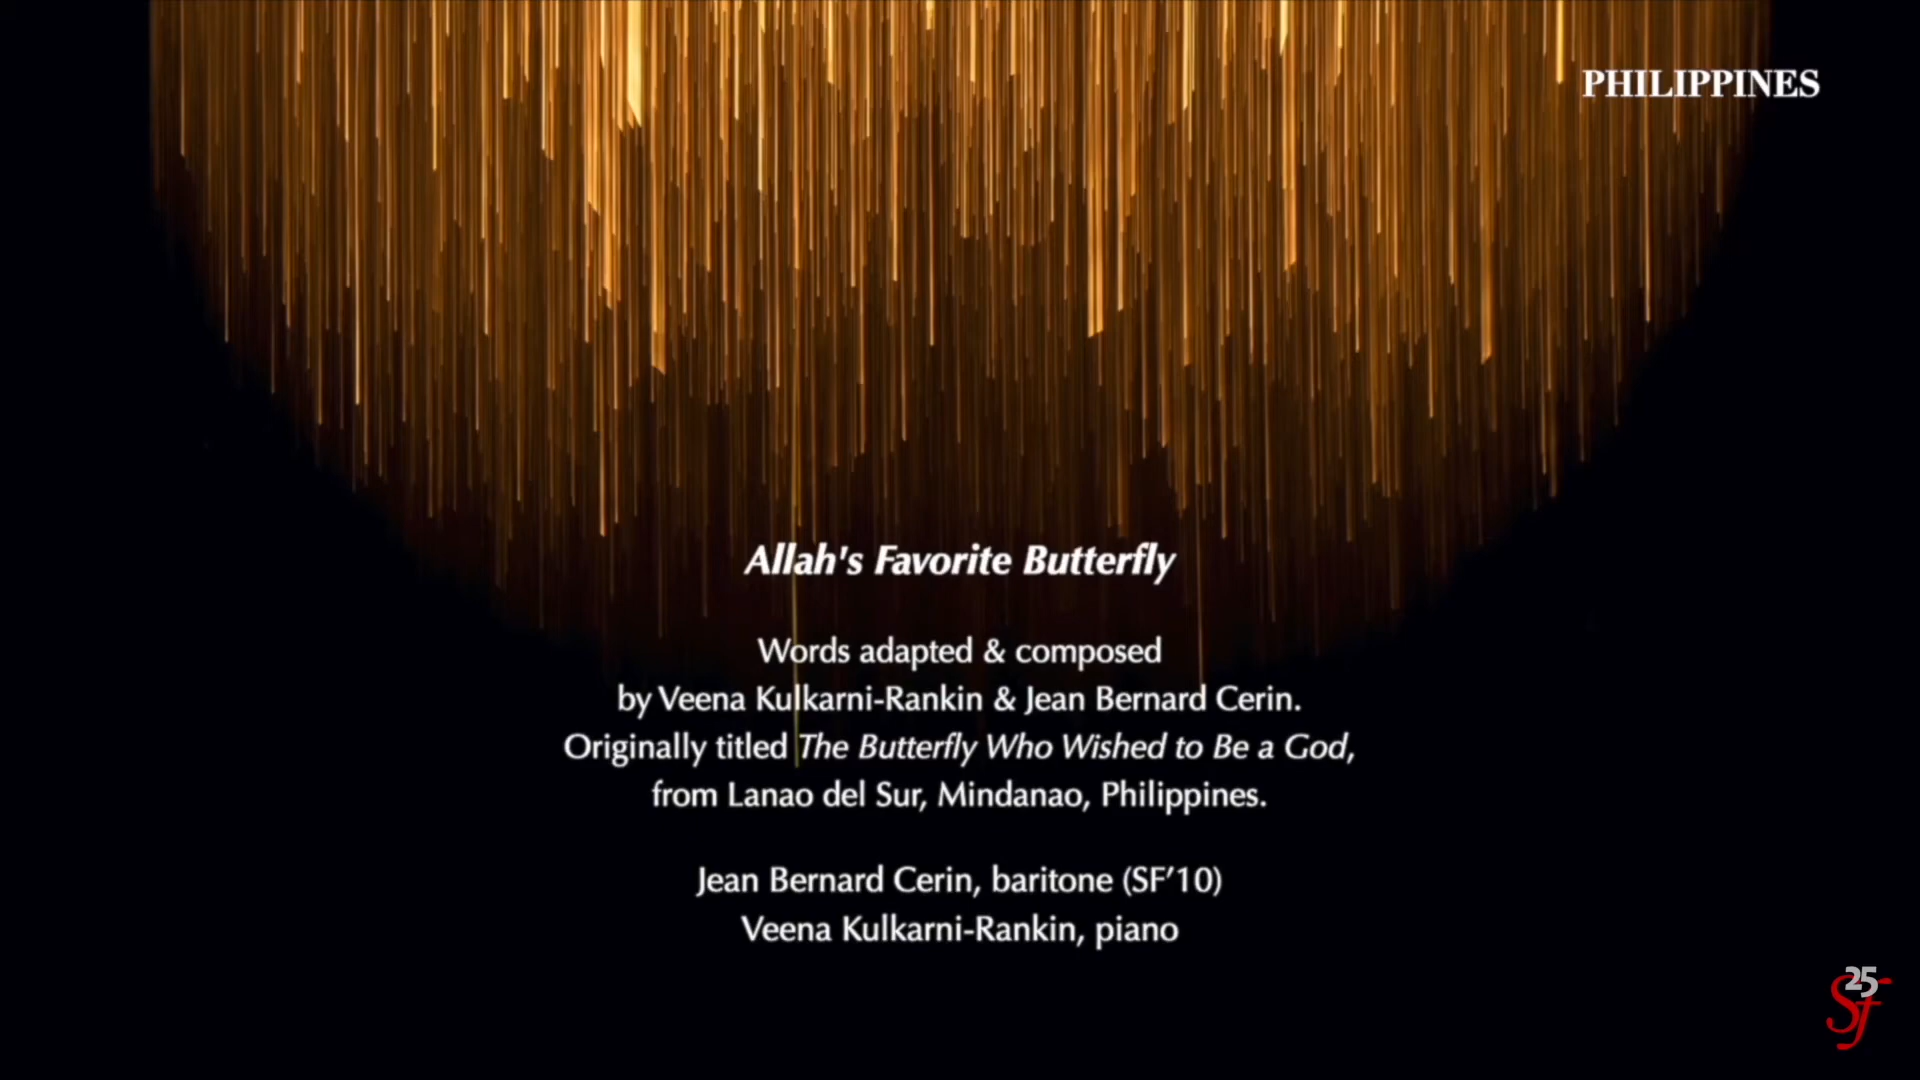 PHILIPPINES
Allah's Favorite Butterfly
Words adapted & composed
by Veena Kulkarni-Rankin & Jean Bernard Cerin.
Originally titled The Butterfly Who Wished to Be a God,
from Lanao del Sur, Mindanao, Philippines.
Jean Bernard Cerin, baritone (SF’10)
Veena Kulkarni-Rankin, piano
25
Sf